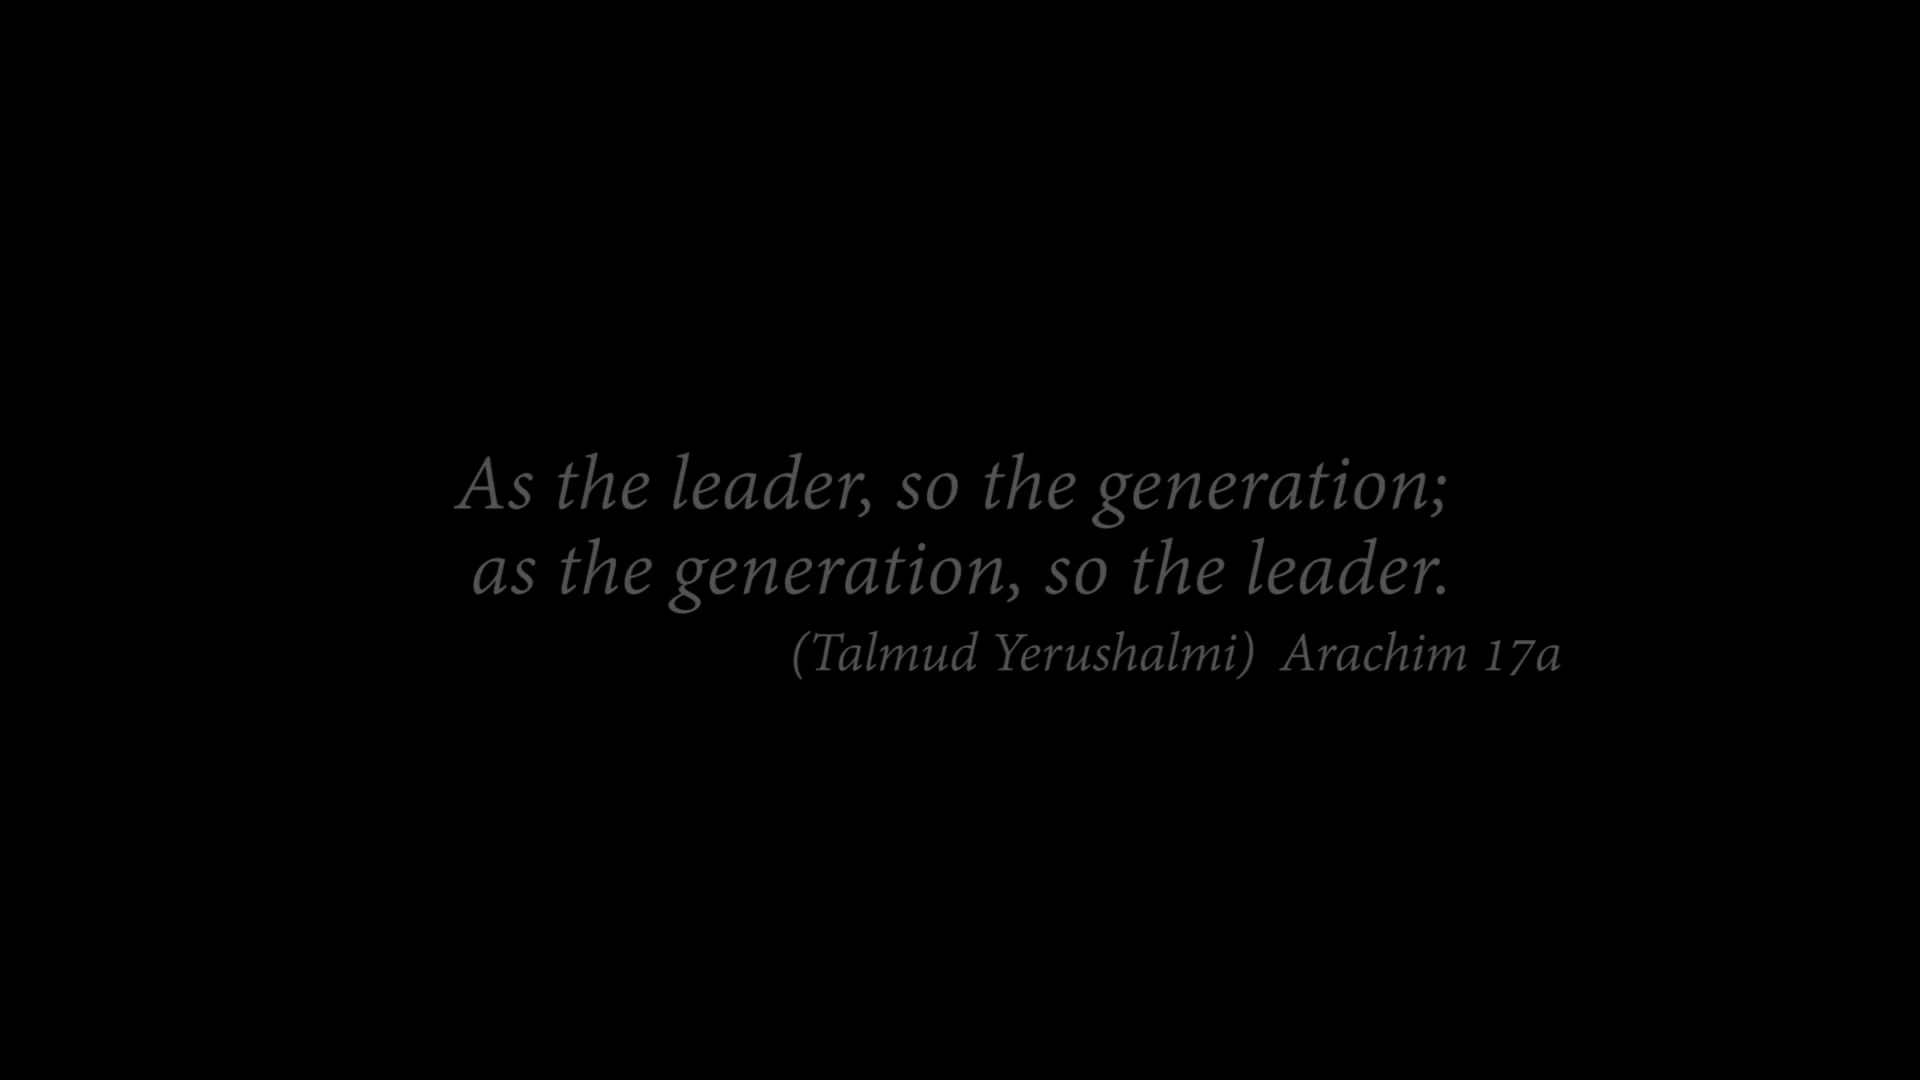 As the leader, so the generation;
as the generation, so the leader.
(Talmud Yerushalmi) Arachim 17a